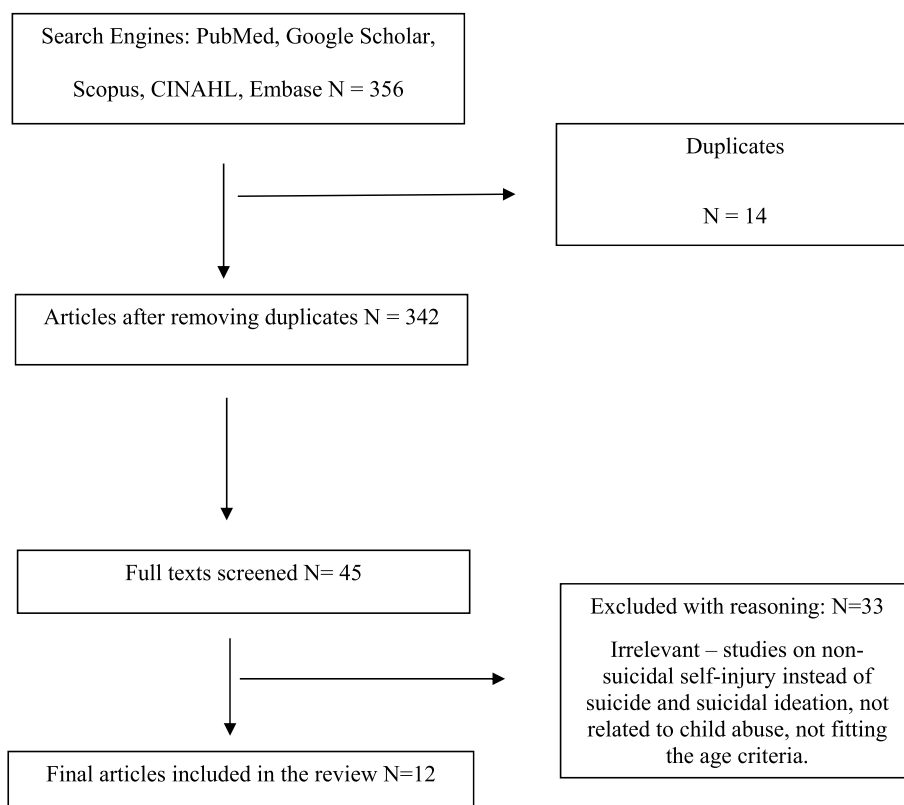 Search Engines: PubMed, Google Scholar,
Scopus, CINAHL, Embase N = 356
Duplicates
N = 14
Articles after removing duplicates N = 342
Full texts screened N= 45
Excluded with reasoning: N=33
Irrelevant – studies on non-
suicidal self-injury instead of
suicide and suicidal ideation, not
related to child abuse, not fitting
the age criteria.
Final articles included in the review N=12